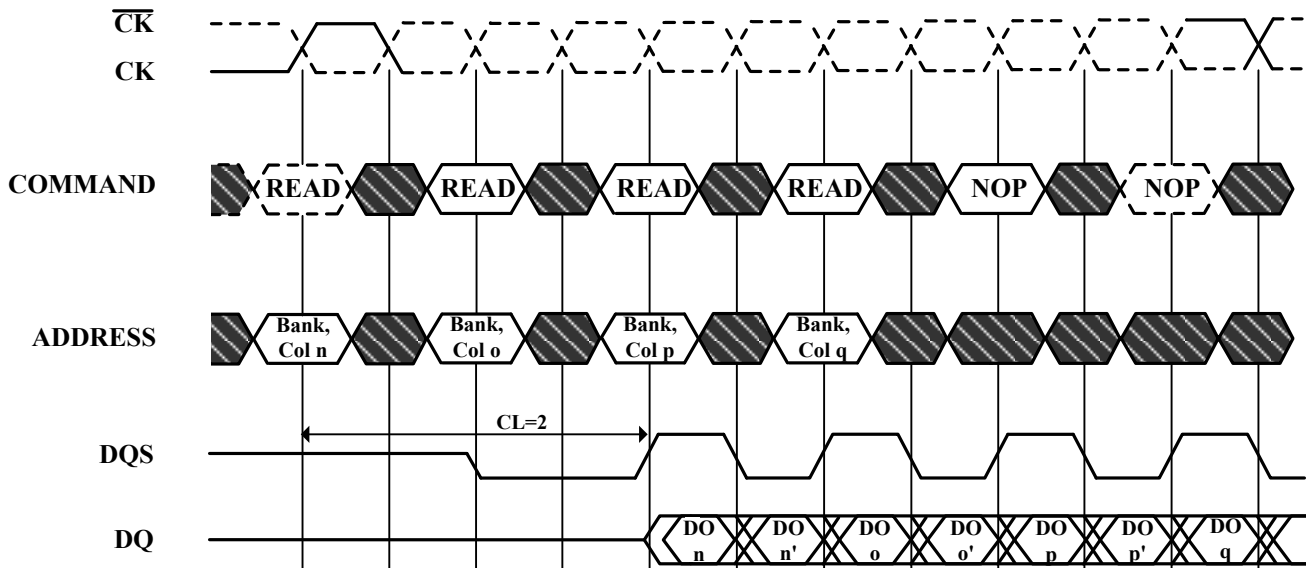 CK
CK
COMMAND READ READ READ READ NOP NOP
ADDRESS
Bank, Bank, Bank, Bank,
Col n Col o Col p Col q
CL=2
DQS
DQ
DO DO DO DO DO DO DO
n n' o o' p p' q